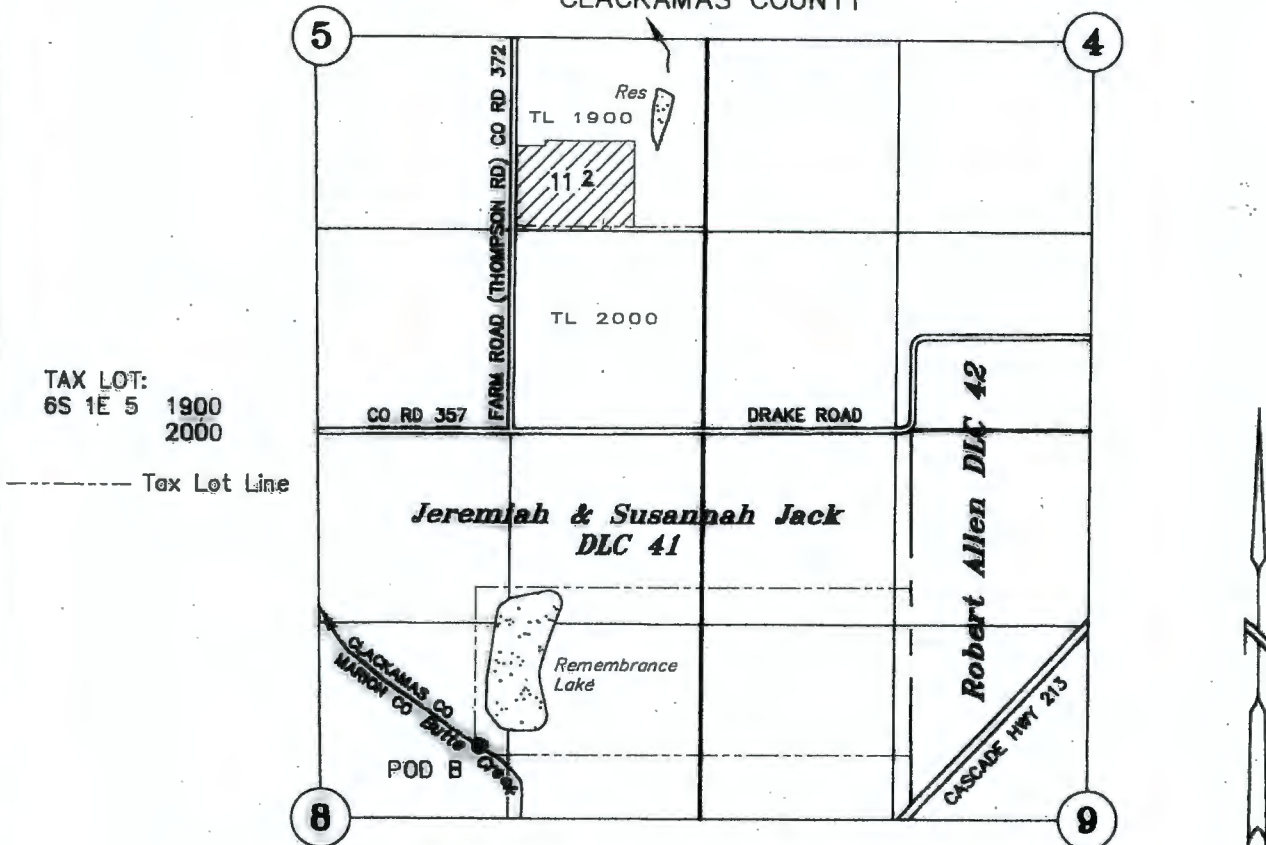 CLACKAMAS COUNTY
5
4
FARM ROAD (THOMPSON RD) CO RD 372
Res
TL 1900
11.2
TL 2000
TAX LOT:
6S 1E 5 1900
2000
Tax Lot Line
CO RD 357
DRAKE ROAD
Jeremiah & Susannah Jack
DLC 41
Robert Allen DLC 42
Remembrance
Lake
CLACKAMAS CO
MARION CO
Butte Creek
POD B
CASCADE HWY 213
8
9